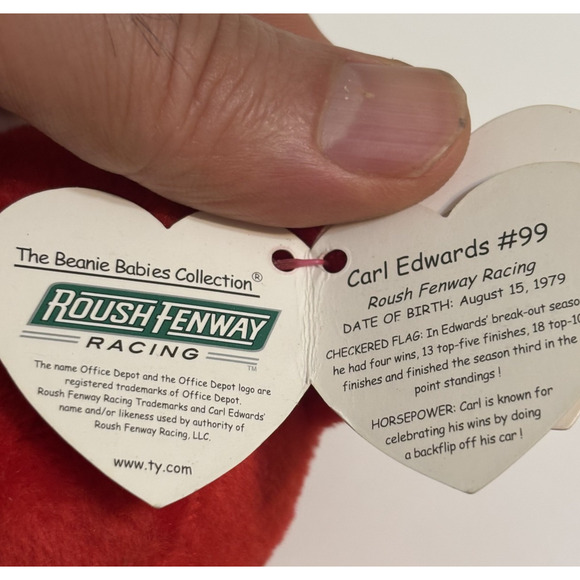 The Beanie Babies Collection®
ROUSH FENWAY
RACING
TM
The name Office Depot and the Office Depot logo are
registered trademarks of Office Depot.
Roush Fenway Racing Trademarks and Carl Edwards'
name and/or likeness used by authority of
Roush Fenway Racing, LLC.
www.ty.com
Carl Edwards #99
Roush Fenway Racing
DATE OF BIRTH: August 15, 1979
CHECKERED FLAG: In Edwards' break-out season
he had four wins, 13 top-five finishes, 18 top-10
finishes and finished the season third in the
point standings !
HORSEPOWER: Carl is known for
celebrating his wins by doing
a backflip off his car !